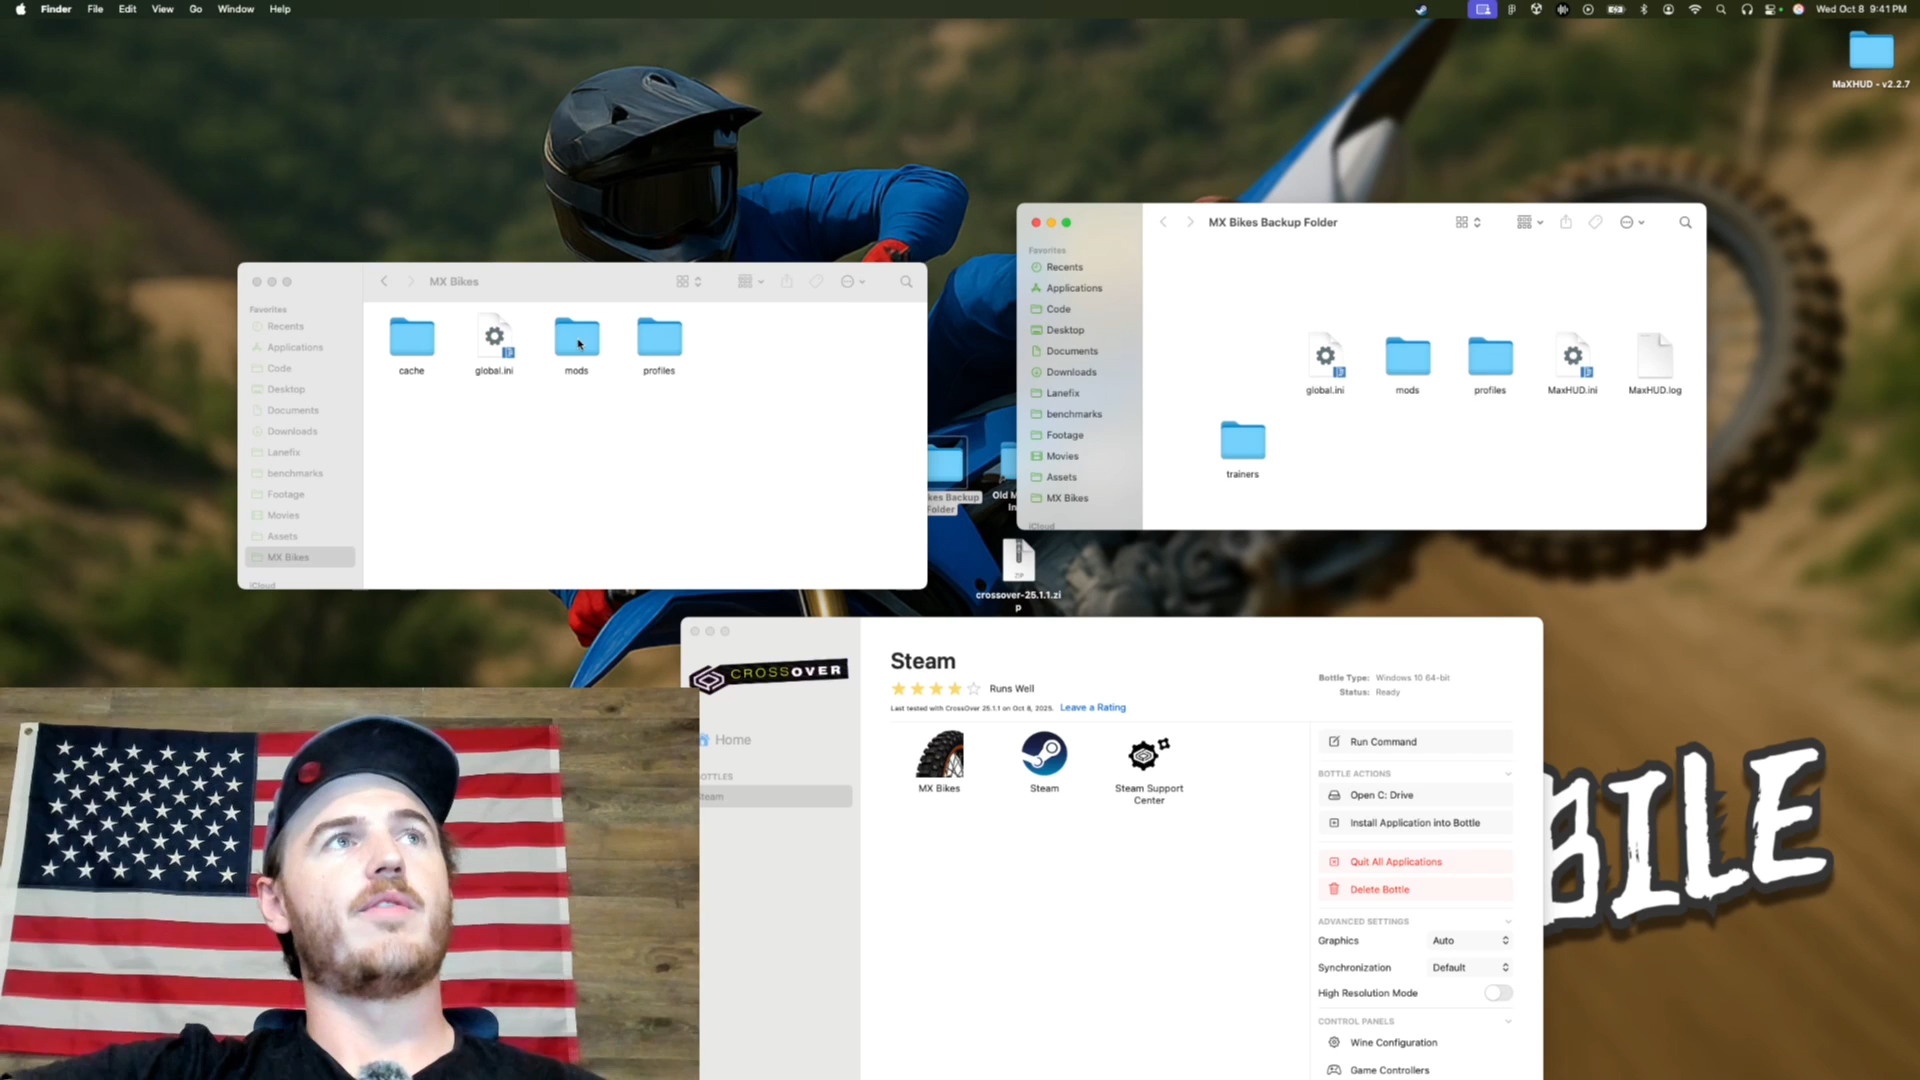 Finder File Edit View Go Window Help
Wed Oct 8 9:41 PM
MaXHUD - v2.2.7
MX Bikes
Favorites
Recents
Applications
Code
Desktop
Documents
Downloads
Lanefix
benchmarks
Footage
Movies
Assets
MX Bikes
iCloud
cache
global.ini
mods
profiles
MX Bikes Backup Folder
Favorites
Recents
Applications
Code
Desktop
Documents
Downloads
Lanefix
benchmarks
Footage
Movies
Assets
MX Bikes
iCloud
global.ini
mods
profiles
MaxHUD.ini
MaxHUD.log
trainers
kes Backup
Folder
Old M
In
ZIP
crossover-25.1.1.zi
p
CROSSOVER
Home
OTTLES
team
Steam
Runs Well
Last tested with CrossOver 25.1.1 on Oct 8, 2025. Leave a Rating
Bottle Type: Windows 10 64-bit
Status: Ready
MX Bikes
Steam
Steam Support
Center
Run Command
BOTTLE ACTIONS
Open C: Drive
Install Application into Bottle
Quit All Applications
Delete Bottle
ADVANCED SETTINGS
Graphics Auto
Synchronization Default
High Resolution Mode
CONTROL PANELS
Wine Configuration
Game Controllers
BILE